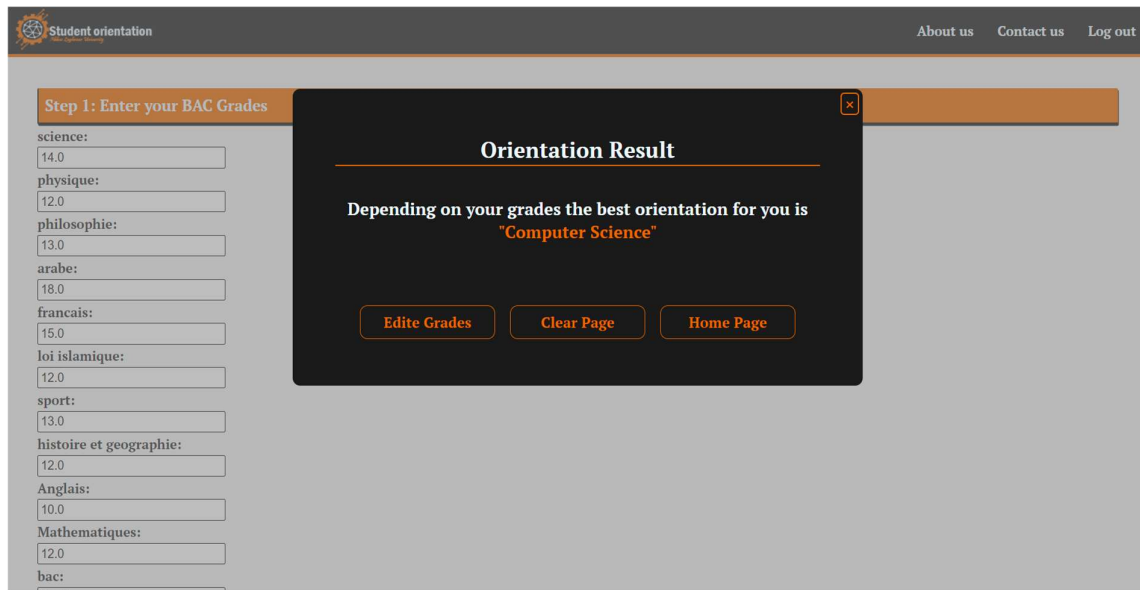 Student orientation
About us
Contact us
Log out
Step 1: Enter your BAC Grades
science:
14.0
physique:
12.0
philosophie:
13.0
arabe:
18.0
francais:
15.0
loi islamique:
12.0
sport:
13.0
histoire et geographie:
12.0
Anglais:
10.0
Mathematiques:
12.0
bac:
×
Orientation Result
Depending on your grades the best orientation for you is
"Computer Science"
Edite Grades
Clear Page
Home Page